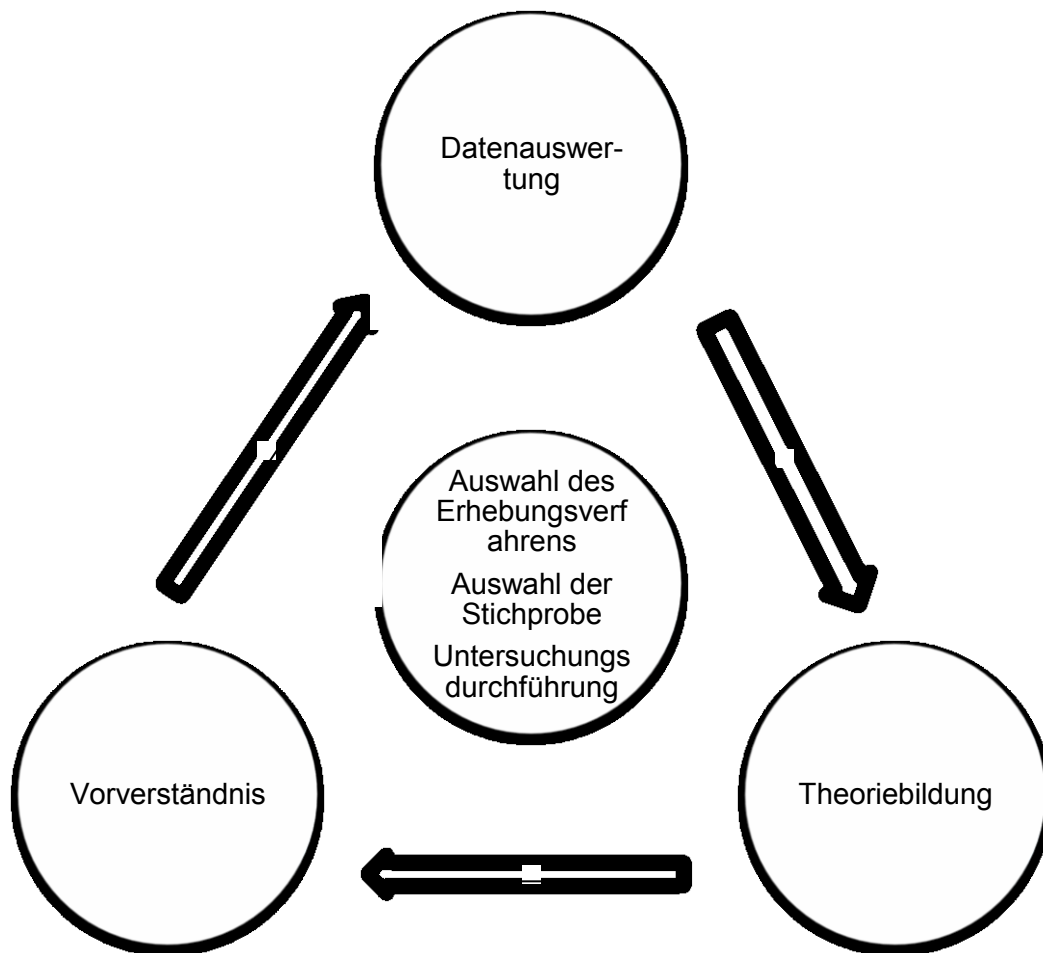 Datenauswer-
tung
Auswahl des
Erhebungsverf
ahrens
Auswahl der
Stichprobe
Untersuchungs
durchführung
Vorverständnis
Theoriebildung